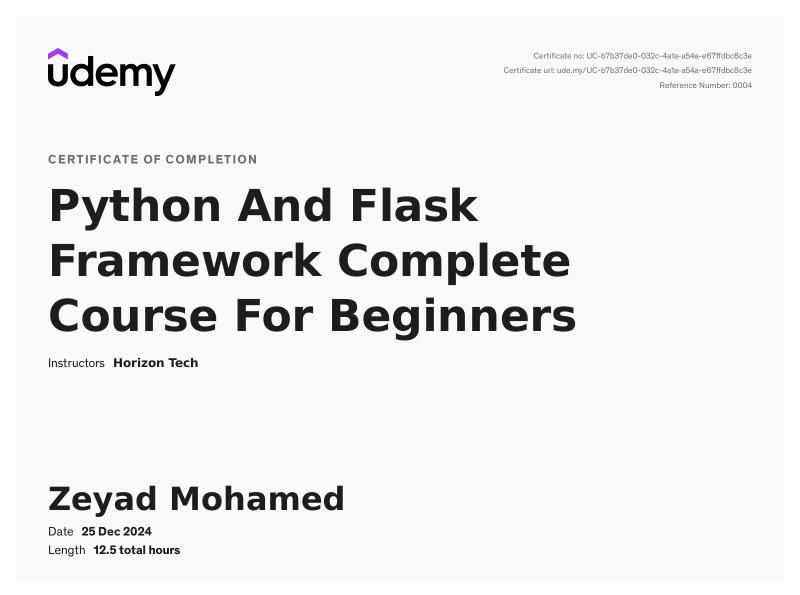 udemy
Certificate no: UC-b7b37de0-032c-4a1a-a54a-e67ffdbc8c3e
Certificate url: ude.my/UC-b7b37de0-032c-4a1a-a54a-e67ffdbc8c3e
Reference Number: 0004
CERTIFICATE OF COMPLETION
Python And Flask
Framework Complete
Course For Beginners
Instructors Horizon Tech
Zeyad Mohamed
Date 25 Dec 2024
Length 12.5 total hours